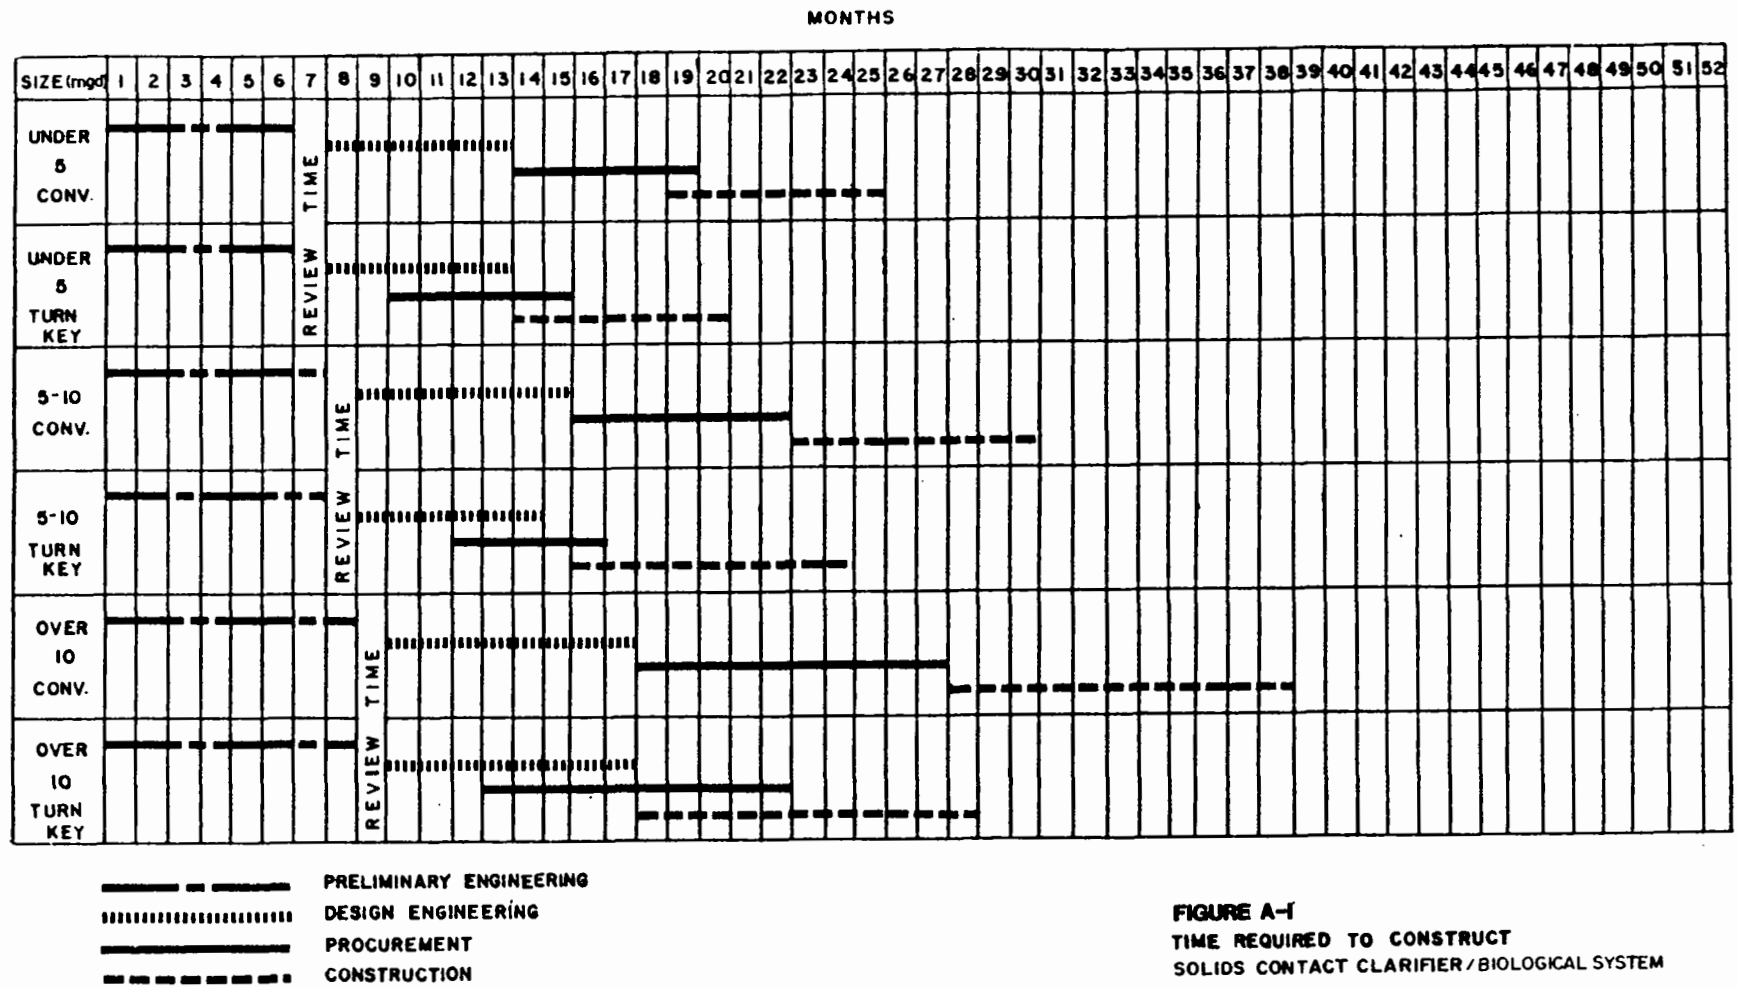 MONTHS
SIZE (mgd) 1 2 3 4 5 6 7 8 9 10 11 12 13 14 15 16 17 18 19 20 21 22 23 24 25 26 27 28 29 30 31 32 33 34 35 36 37 38 39 40 41 42 43 44 45 46 47 48 49 50 51 52
UNDER
5
CONV.
UNDER
5
TURN
KEY
REVIEW TIME
5-10
CONV.
5-10
TURN
KEY
REVIEW TIME
OVER
10
CONV.
OVER
10
TURN
KEY
REVIEW TIME
PRELIMINARY ENGINEERING
DESIGN ENGINEERING
PROCUREMENT
CONSTRUCTION
FIGURE A-1
TIME REQUIRED TO CONSTRUCT
SOLIDS CONTACT CLARIFIER/BIOLOGICAL SYSTEM